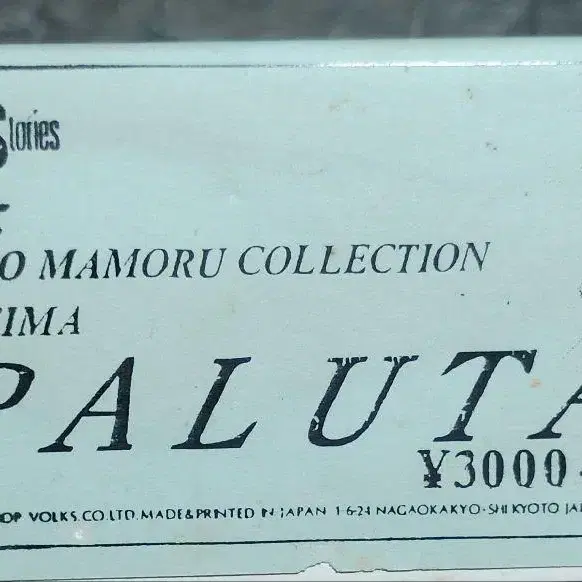 Stories
O MAMORU COLLECTION
IMA
PALUTA
¥3000
OP VOLKS.CO.LTD.MADE&PRINTED IN JAPAN 1 6-24 NAGAOKAKYO-SHI KYOTO JA